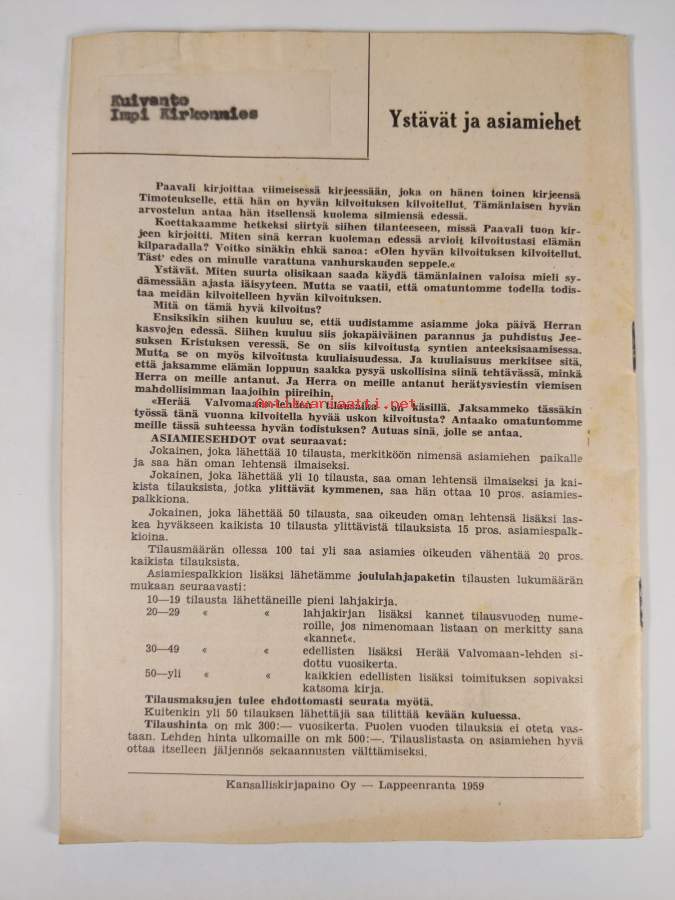 Kuivanto
Impi Kirkonmies
Ystävät ja asiamiehet
Paavali kirjoittaa viimeisessä kirjeessään, joka on hänen toinen kirjeensä
Timoteukselle, että hän on hyvän kilvoituksen kilvoitellut. Tämänlaisen hyvän
arvostelun antaa hän itsellensä kuolema silmiensä edessä.
Koettakaamme hetkeksi siirtyä siihen tilanteeseen, missä Paavali tuon kir-
jeen kirjoitti. Miten sinä kerran kuoleman edessä arvioit kilvoitustasi elämän
kilparadalla? Voitko sinäkin ehkä sanoa: «Olen hyvän kilvoituksen kilvoitellut.
Täst' edes on minulle varattuna vanhurskauden seppele.«
Ystävät. Miten suurta olisikaan saada käydä tämänlainen valoisa mieli sy-
dämessään ajasta iäisyyteen. Mutta se vaatii, että omatuntomme todella todis-
taa meidän kilvoitelleen hyvän kilvoituksen.
Mitä on tämä hyvä kilvoitus?
Ensiksikin siihen kuuluu se, että uudistamme asiamme joka päivä Herran
kasvojen edessä. Siihen kuuluu siis jokapäiväinen parannus ja puhdistus Jee-
suksen Kristuksen veressä. Se on siis kilvoitusta syntien anteeksisaamisessa.
Mutta se on myös kilvoitusta kuuliaisuudessa. Ja kuuliaisuus merkitsee sitä,
että jaksamme elämän loppuun saakka pysyä uskollisina siinä tehtävässä, minkä
Herra on meille antanut. Ja Herra on meille antanut herätysviestin viemisen
mahdollisimman laajoihin piireihin.
«Herää Valvomaan-lehden tilausaika on käsillä. Jaksammeko tässäkin
työssä tänä vuonna kilvoitella hyvää uskon kilvoitusta? Antaako omatuntomme
meille tässä suhteessa hyvän todistuksen? Autuas sinä, jolle se antaa.
ASIAMIESEHDOT ovat seuraavat:
Jokainen, joka lähettää 10 tilausta, merkitköön nimensä asiamiehen paikalle
ja saa hän oman lehtensä ilmaiseksi.
Jokainen, joka lähettää yli 10 tilausta, saa oman lehtensä ilmaiseksi ja kai-
kista tilauksista, jotka ylittävät kymmenen, saa hän ottaa 10 pros. asiamies-
palkkiona.
Jokainen, joka lähettää 50 tilausta, saa oikeuden oman lehtensä lisäksi las-
kea hyväkseen kaikista 10 tilausta ylittävistä tilauksista 15 pros. asiamiespalk-
kioina.
Tilausmäärän ollessa 100 tai yli saa asiamies oikeuden vähentää 20 pros.
kaikista tilauksista.
Asiamiespalkkion lisäksi lähetämme joululahjapaketin tilausten lukumäärän
mukaan seuraavasti:
10—19 tilausta lähettäneille pieni lahjakirja.
20—29 « « lahjakirjan lisäksi kannet tilausvuoden nume-
roille, jos nimenomaan listaan on merkitty sana
«kannet«.
30—49 « « edellisten lisäksi Herää Valvomaan-lehden si-
dottu vuosikerta.
50—yli « « kaikkien edellisten lisäksi toimituksen sopivaksi
katsoma kirja.
Tilausmaksujen tulee ehdottomasti seurata myötä.
Kuitenkin yli 50 tilauksen lähettäjä saa tilittää kevään kuluessa.
Tilaushinta on mk 300:— vuosikerta. Puolen vuoden tilauksia ei oteta vas-
taan. Lehden hinta ulkomaille on mk 500:—. Tilauslistasta on asiamiehen hyvä
ottaa itselleen jäljennös sekaannusten välttämiseksi.
Kansalliskirjapaino Oy — Lappeenranta 1959
antikvariaatti.net